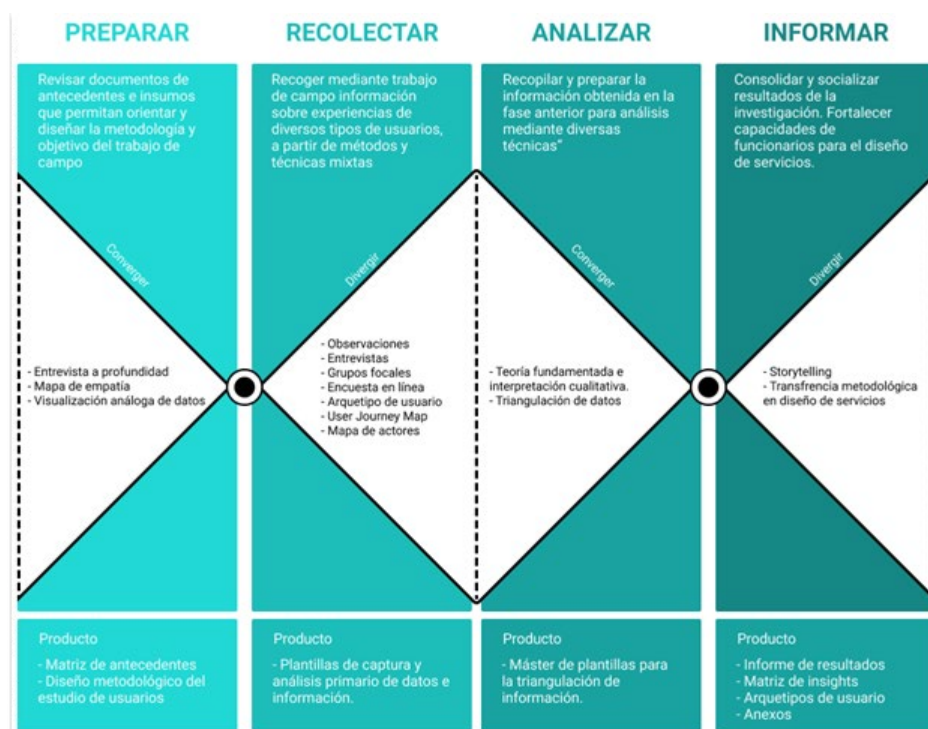 PREPARAR
Revisar documentos de
antecedentes e insumos
que permitan orientar y
diseñar la metodología y
objetivo del trabajo de
campo
Converger
- Entrevista a profundidad
- Mapa de empatía
- Visualización análoga de datos
Producto
- Matriz de antecedentes
- Diseño metodológico del
estudio de usuarios
RECOLECTAR
Recoger mediante trabajo
de campo información
sobre experiencias de
diversos tipos de usuarios,
a partir de métodos y
técnicas mixtas
Divergir
- Observaciones
- Entrevistas
- Grupos focales
- Encuesta en línea
- Arquetipo de usuario
- User Journey Map
- Mapa de actores
Producto
- Plantillas de captura y
análisis primario de datos e
información.
ANALIZAR
Recopilar y preparar la
información obtenida en la
fase anterior para análisis
mediante diversas
técnicas"
Converger
- Teoría fundamentada e
interpretación cualitativa.
- Triangulación de datos
Producto
- Máster de plantillas para
la triangulación de
información.
INFORMAR
Consolidar y socializar
resultados de la
investigación. Fortalecer
capacidades de
funcionarios para el diseño
de servicios.
Divergir
- Storytelling
- Transfrencia metodológica
en diseño de servicios
Producto
- Informe de resultados
- Matriz de insights
- Arquetipos de usuario
- Anexos